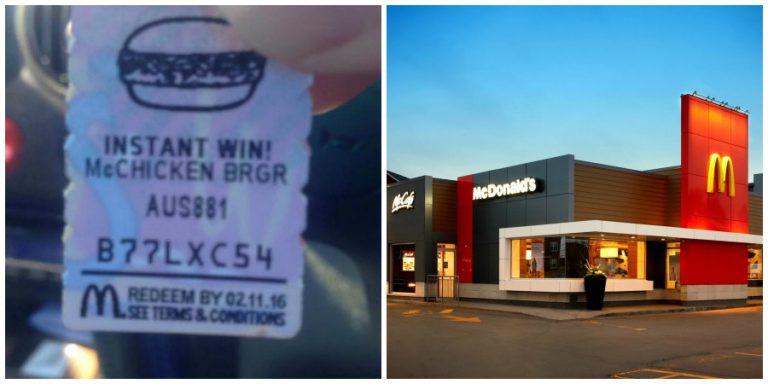 INSTANT WIN!
McCHICKEN BRGR
AUS881
B77LXC54
REDEEM BY 02.11.16
SEE TERMS & CONDITIONS
McCafé
McDonald's